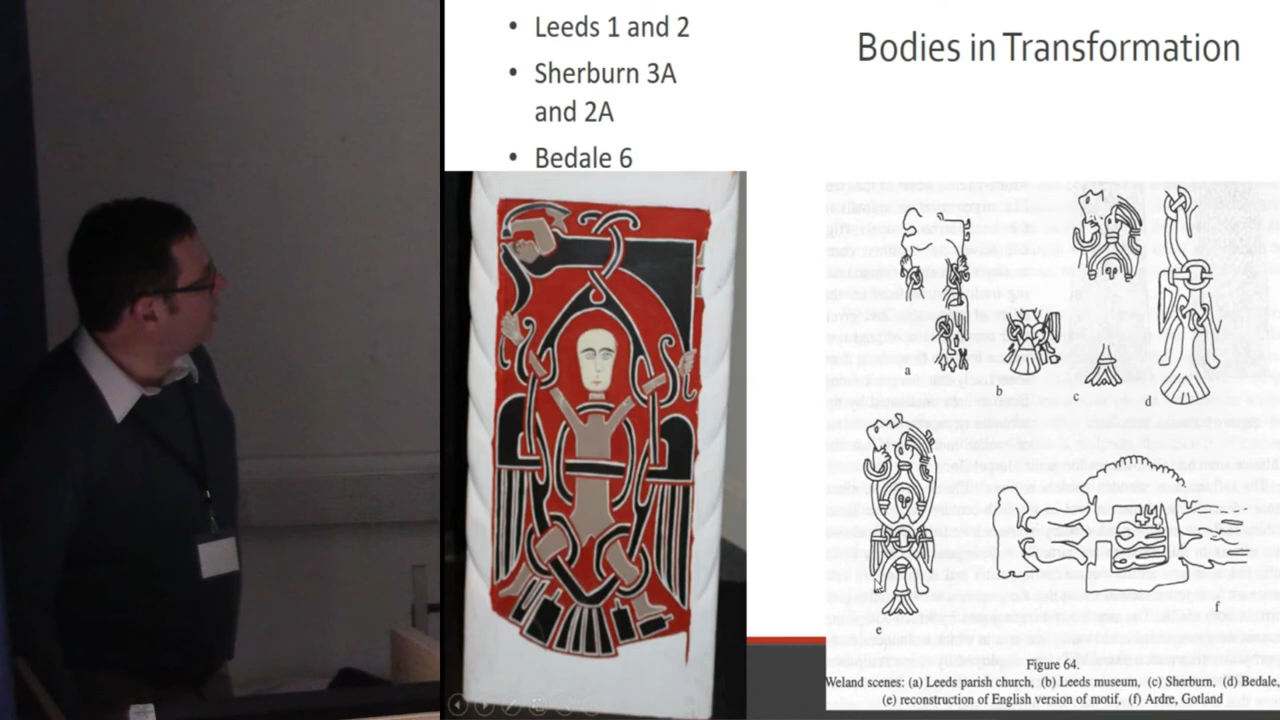 Leeds 1 and 2
Sherburn 3A
and 2A
Bedale 6
Bodies in Transformation
a
b
c
d
e
f
Figure 64.
Weland scenes: (a) Leeds parish church, (b) Leeds museum, (c) Sherburn, (d) Bedale,
(e) reconstruction of English version of motif, (f) Ardre, Gotland